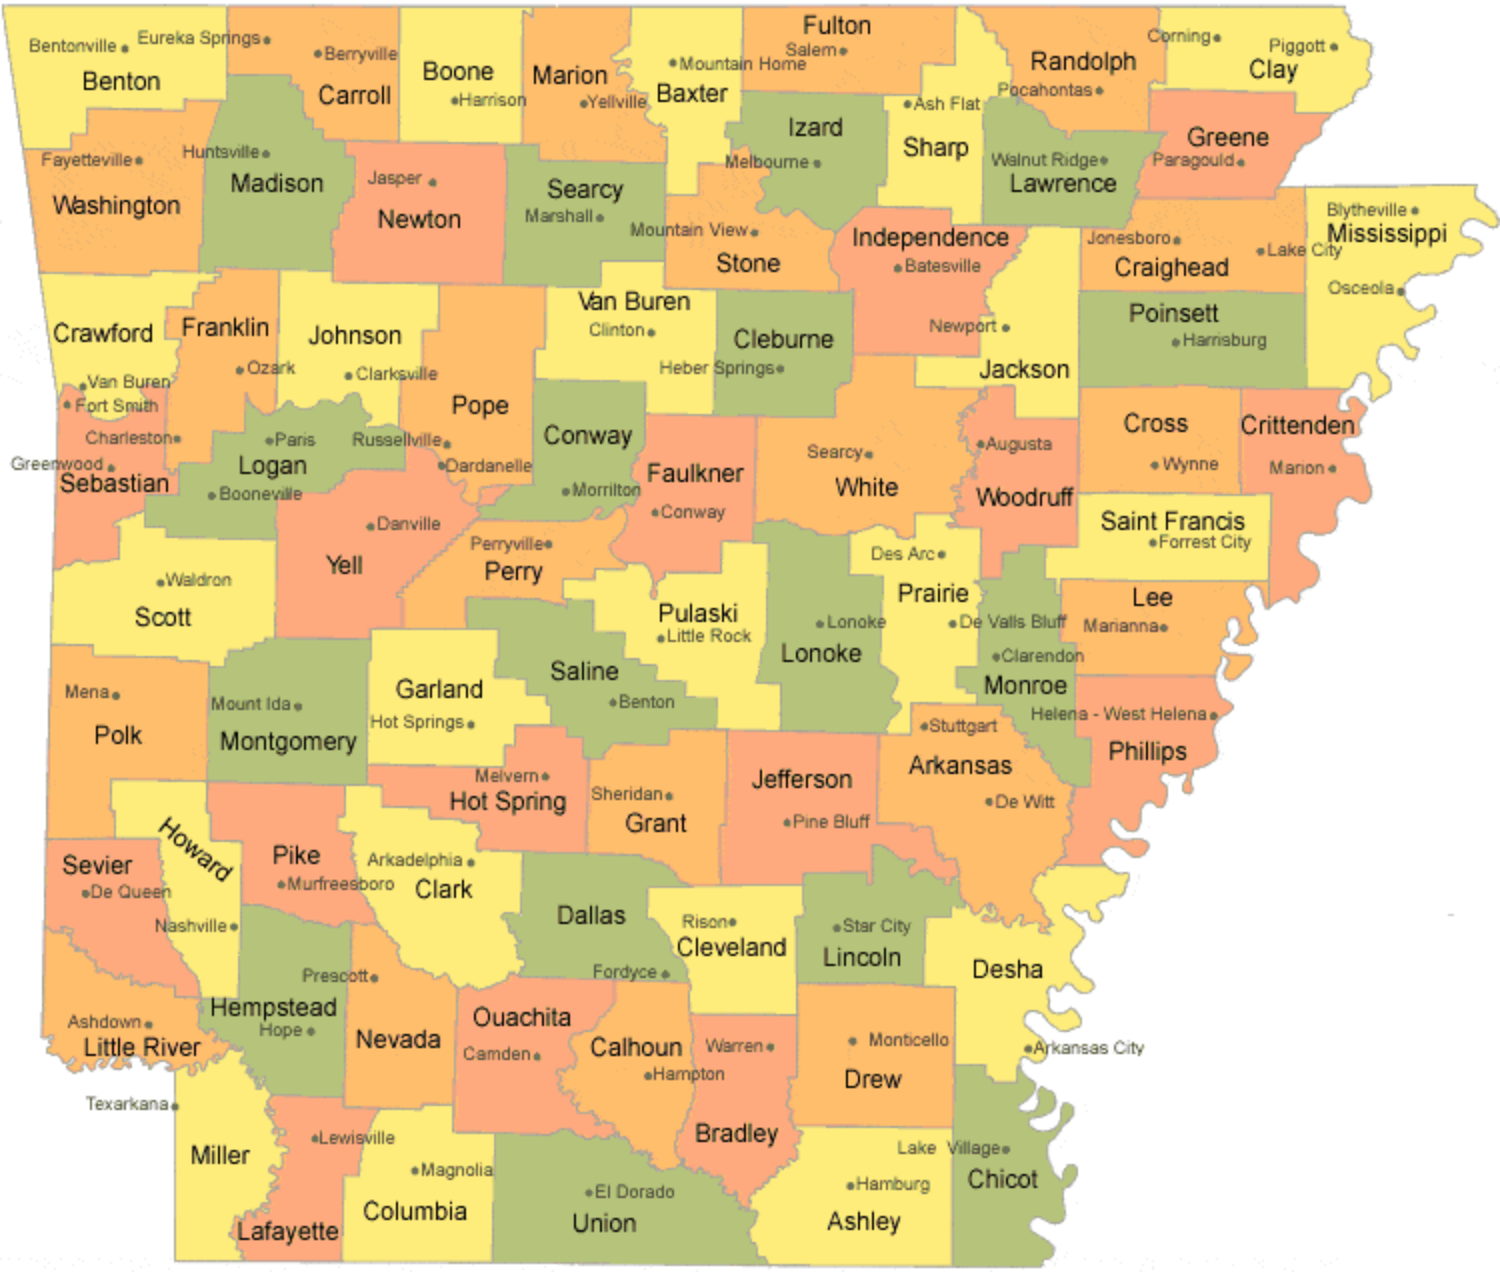 Bentonville
Eureka Springs
Berryville
Benton
Carroll
Boone
Harrison
Marion
Yellville
Mountain Home
Baxter
Fulton
Salem
Ash Flat
Sharp
Randolph
Pocahontas
Corning
Piggott
Clay
Fayetteville
Washington
Huntsville
Madison
Jasper
Newton
Searcy
Marshall
Izard
Melbourne
Mountain View
Stone
Independence
Batesville
Walnut Ridge
Lawrence
Greene
Paragould
Jonesboro
Lake City
Craighead
Blytheville
Mississippi
Osceola
Crawford
Van Buren
Franklin
Ozark
Johnson
Clarksville
Pope
Russellville
Dardanelle
Van Buren
Clinton
Cleburne
Heber Springs
Newport
Jackson
Poinsett
Harrisburg
Fort Smith
Charleston
Greenwood
Sebastian
Paris
Logan
Booneville
Conway
Morrilton
Faulkner
Conway
Searcy
White
Augusta
Woodruff
Cross
Wynne
Crittenden
Marion
Waldron
Scott
Danville
Yell
Perryville
Perry
Pulaski
Little Rock
Lonoke
Lonoke
Des Arc
Prairie
De Valls Bluff
Clarendon
Monroe
Saint Francis
Forrest City
Lee
Marianna
Mena
Polk
Mount Ida
Montgomery
Garland
Hot Springs
Saline
Benton
Stuttgart
Arkansas
De Witt
Helena - West Helena
Phillips
Howard
Nashville
Pike
Murfreesboro
Melvern
Hot Spring
Sheridan
Grant
Jefferson
Pine Bluff
Sevier
De Queen
Arkadelphia
Clark
Dallas
Fordyce
Rison
Cleveland
Star City
Lincoln
Desha
Arkansas City
Ashdown
Little River
Hempstead
Hope
Prescott
Nevada
Ouachita
Camden
Calhoun
Hampton
Warren
Bradley
Monticello
Drew
Texarkana
Miller
Lewisville
Lafayette
Magnolia
Columbia
El Dorado
Union
Hamburg
Ashley
Lake Village
Chicot